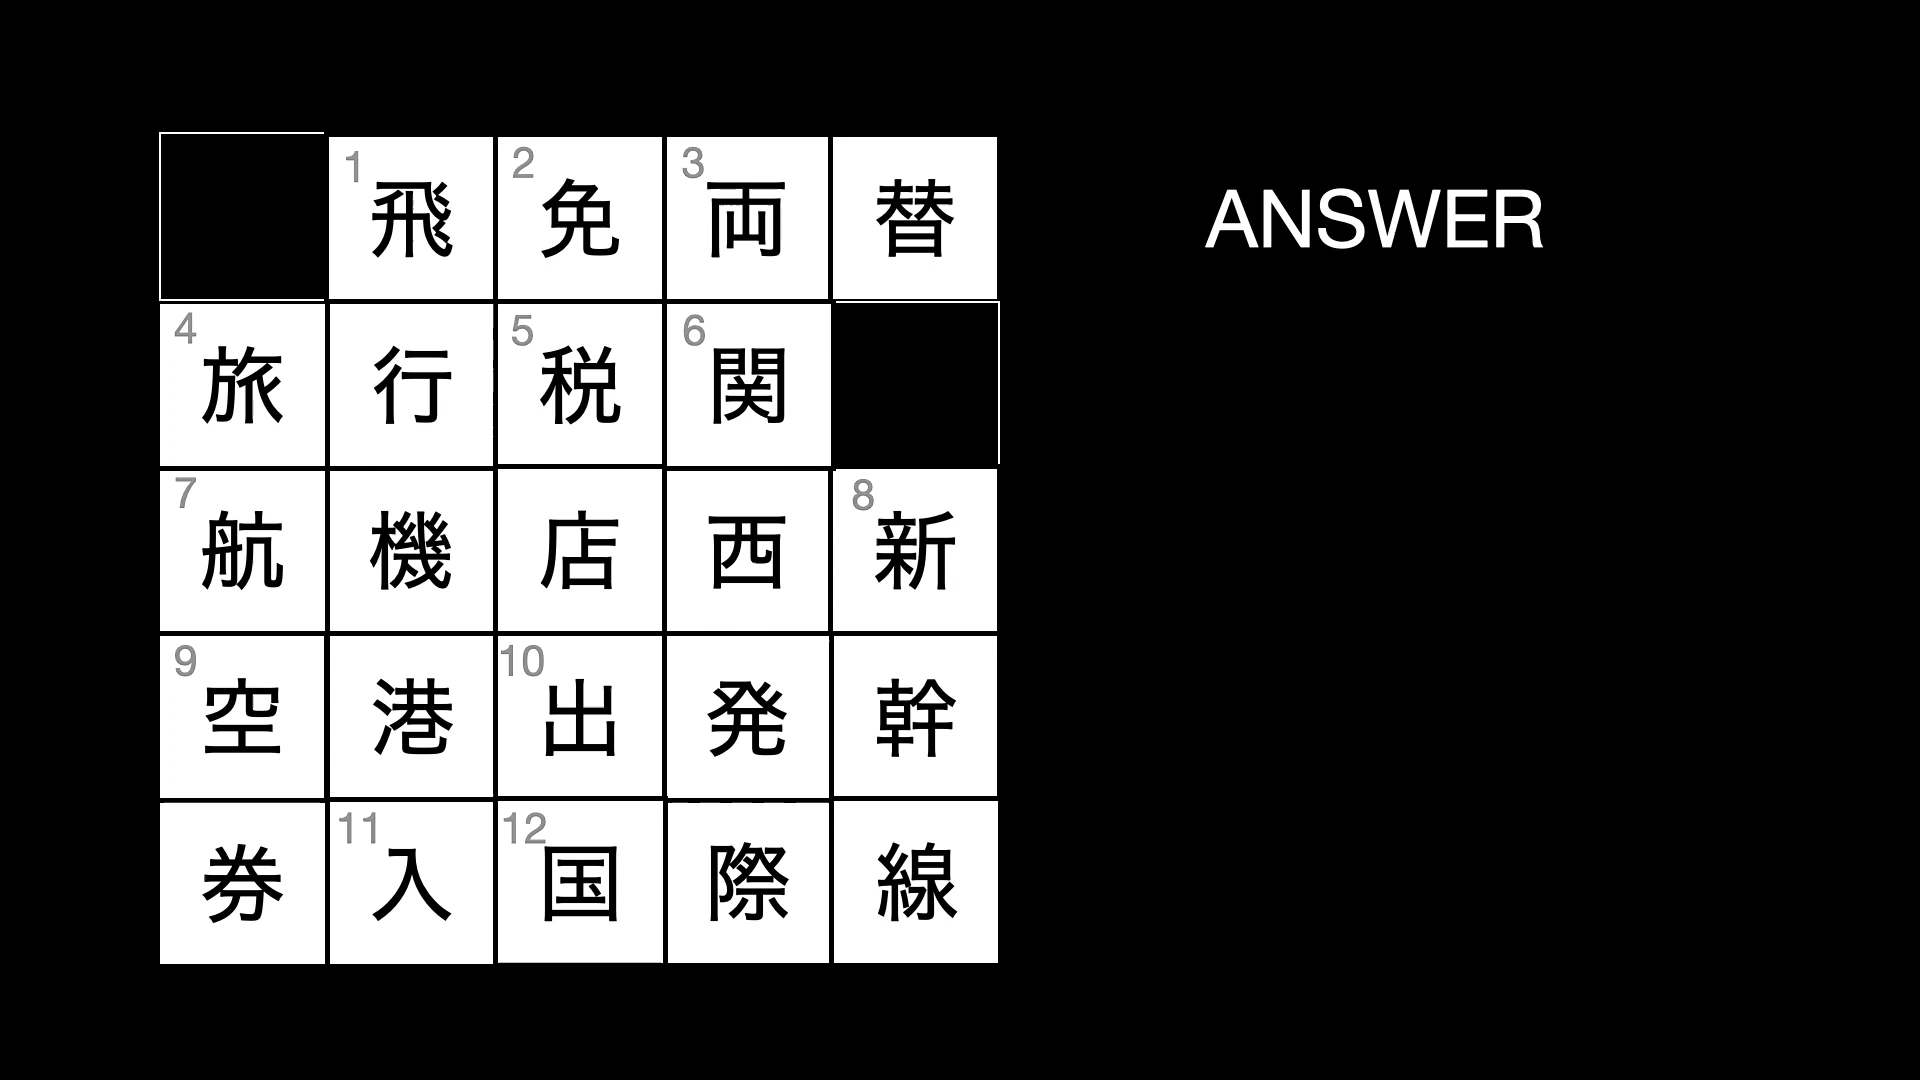 1飛 2免 3両 替
ANSWER
4旅 行 5税 6関
7航 機 店 西 8新
9空 港 10出 発 幹
券 11入 12国 際 線